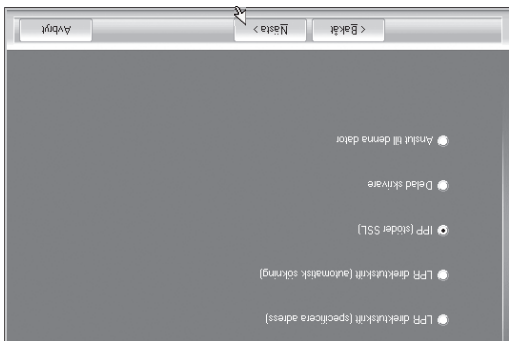 LPR direktutskrift (specificera adress)
LPR direktutskrift (automatisk sökning)
IPP (stöder SSL)
Delad skrivare
Anslut till denna dator
< Bakåt
Nästa >
Avbryt